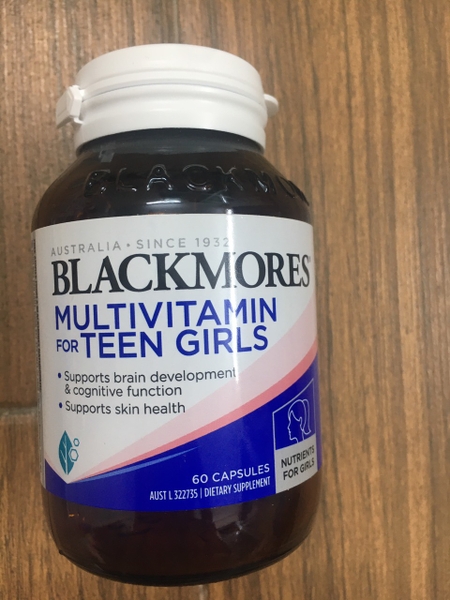 BLACKMO
AUSTRALIA • SINCE 1932
BLACKMORES®
MULTIVITAMIN
FOR TEEN GIRLS
• Supports brain development
& cognitive function
• Supports skin health
60 CAPSULES
AUST L 322735 | DIETARY SUPPLEMENT
NUTRIENTS
FOR GIRLS